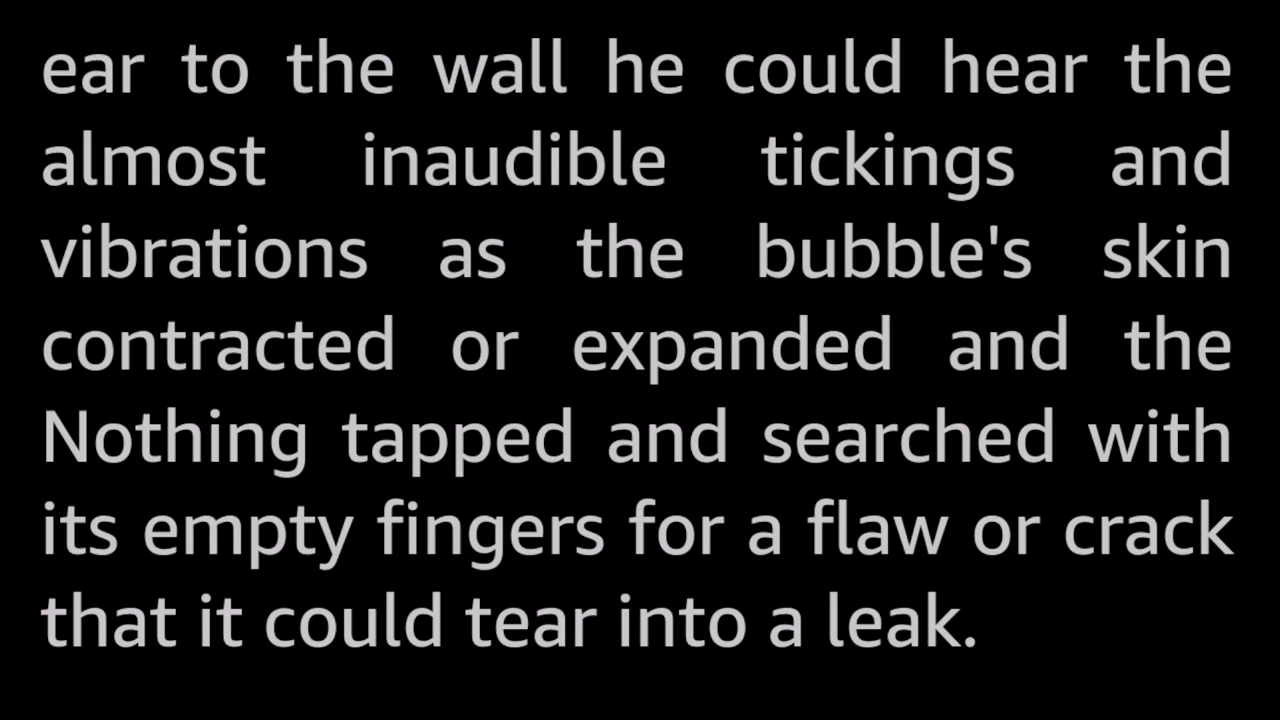 ear to the wall he could hear the
almost inaudible tickings and
vibrations as the bubble's skin
contracted or expanded and the
Nothing tapped and searched with
its empty fingers for a flaw or crack
that it could tear into a leak.